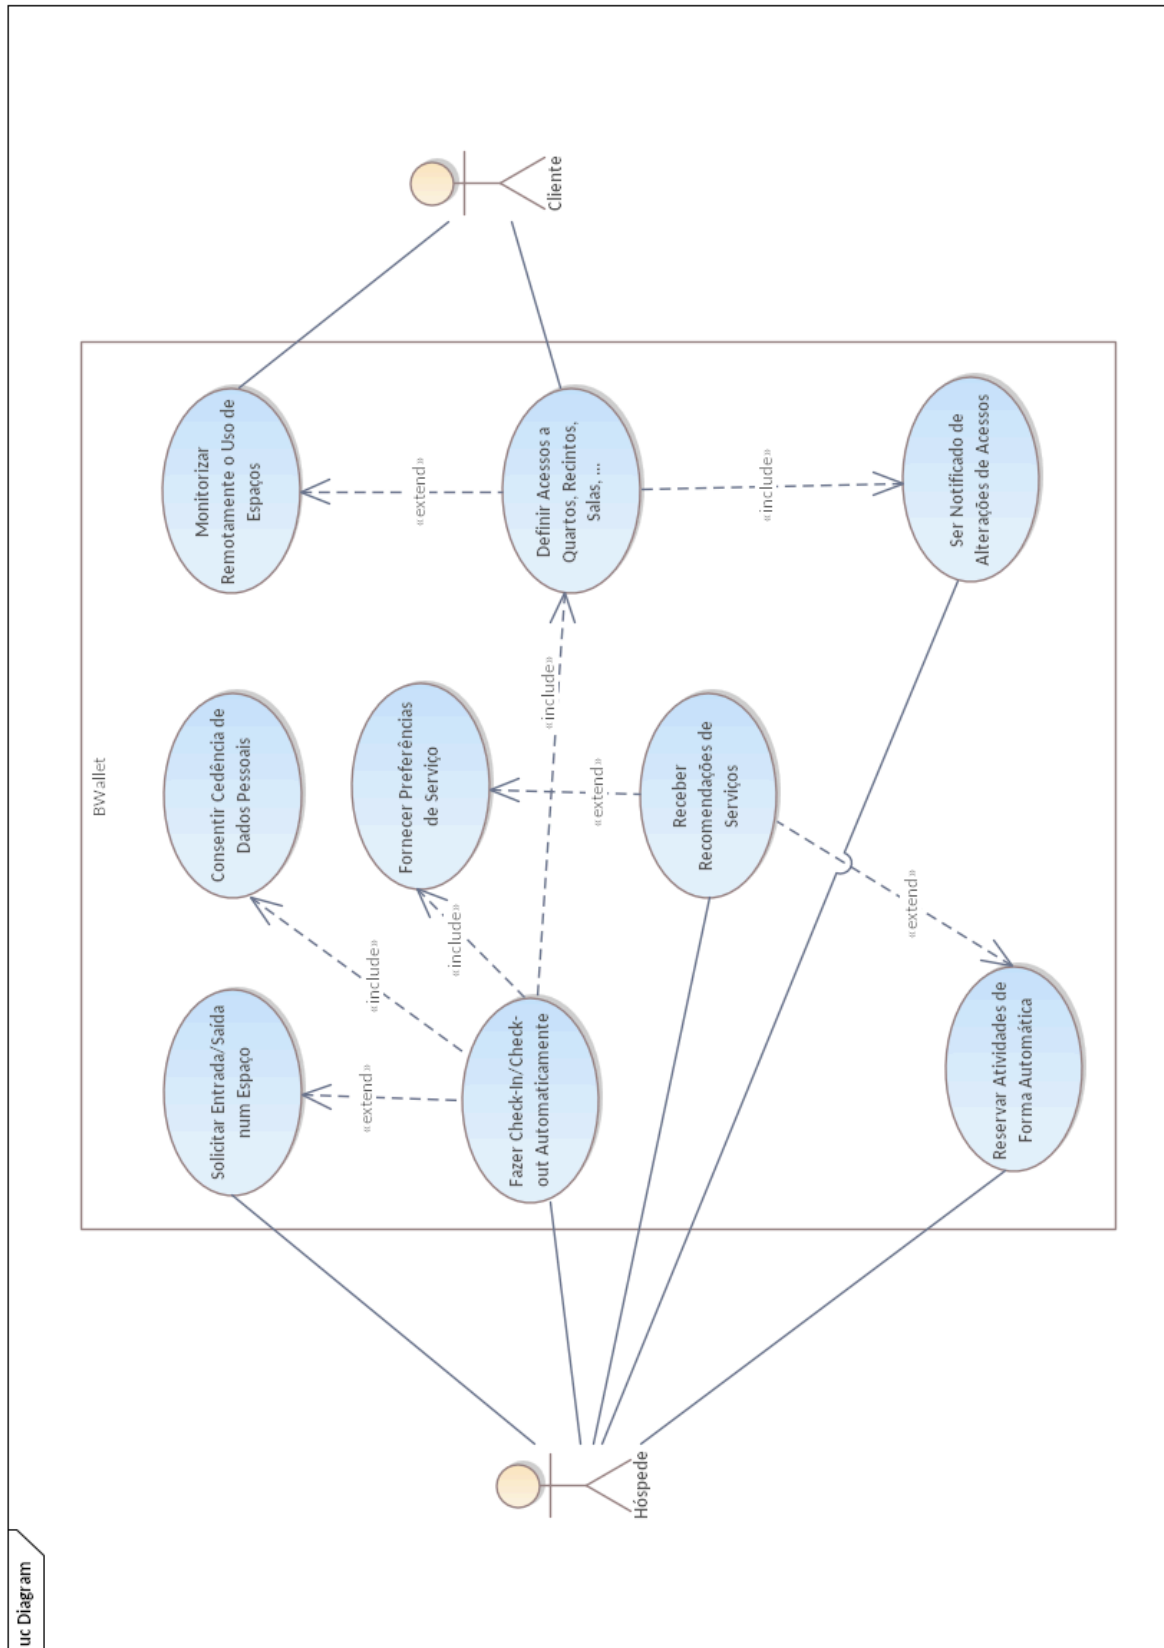 uc Diagram
BWallet
Hóspede
Solicitar Entrada/Saída
num Espaço
«extend»
Fazer Check-In/Check-
out Automaticamente
«include»
Consentir Cedência de
Dados Pessoais
«include»
Fornecer Preferências
de Serviço
«include»
«extend»
Receber
Recomendações de
Serviços
«extend»
Reservar Atividades de
Forma Automática
Monitorizar
Remotamente o Uso de
Espaços
«extend»
Definir Acessos a
Quartos, Recintos,
Salas, ...
«include»
Ser Notificado de
Alterações de Acessos
Cliente